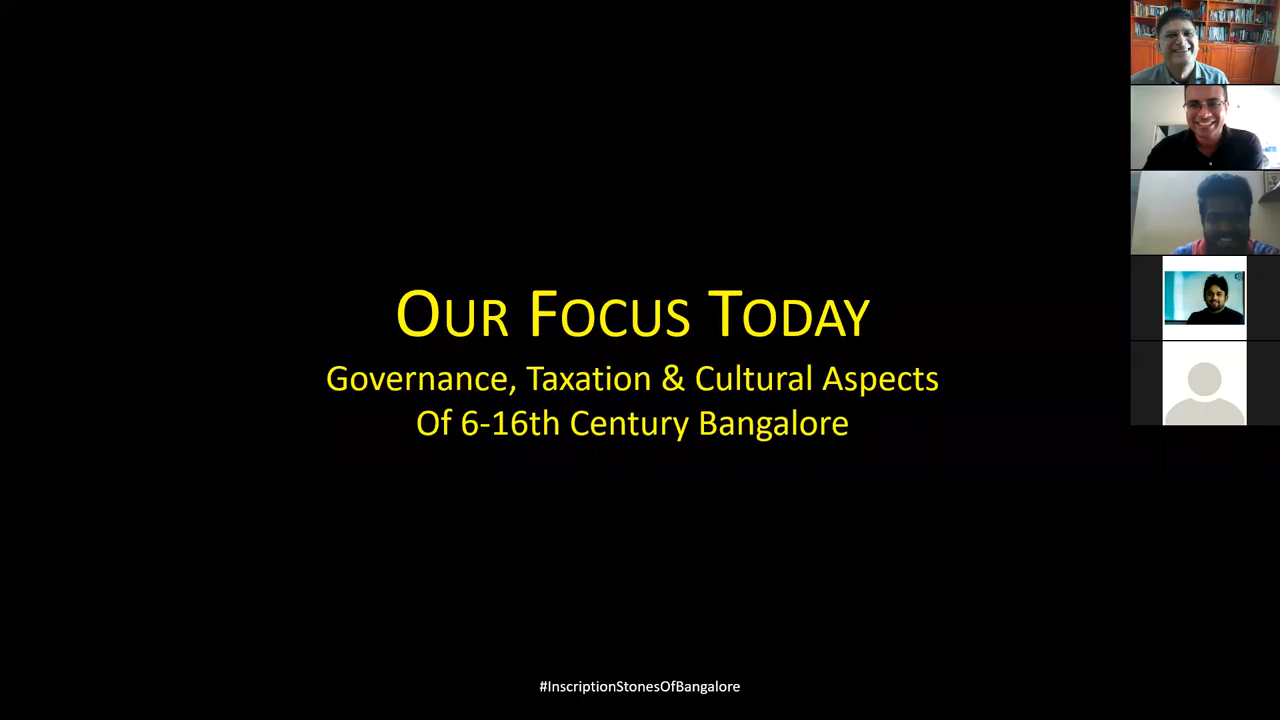 Our Focus Today
Governance, Taxation & Cultural Aspects
Of 6-16th Century Bangalore
#InscriptionStonesOfBangalore